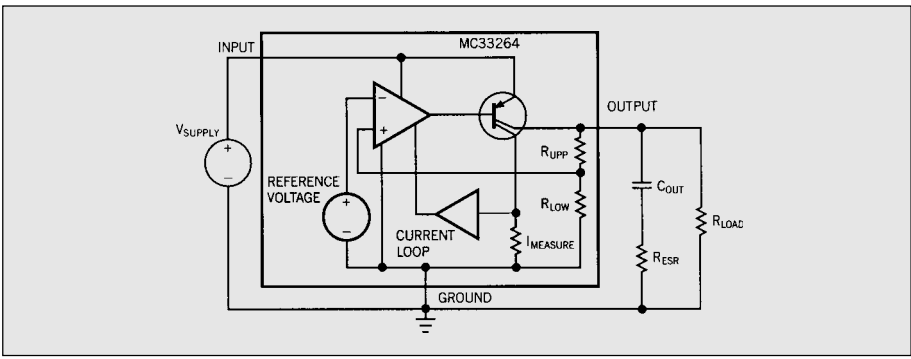 INPUT
MC33264
OUTPUT
VSUPPLY
+
−
−
+
RUPP
REFERENCE
VOLTAGE
+
−
CURRENT
LOOP
RLOW
IMEASURE
COUT
RLOAD
RESR
GROUND